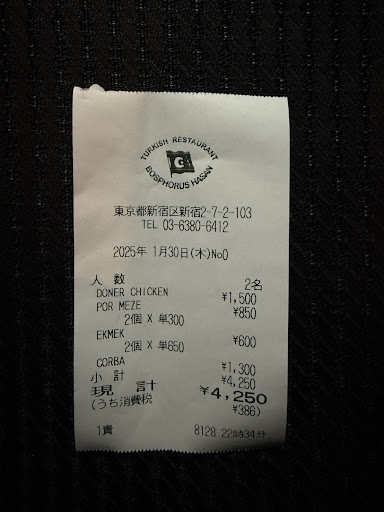 TURKISH RESTAURANT
BOSPHORUS HASAN
東京都新宿区新宿2-7-2-103
TEL 03-6380-6412
2025年 1月30日(木)No0
人 数 2名
DONER CHICKEN ¥1,500
POR MEZE ¥850
2個 X 単300
EKMEK ¥600
2個 X 単650
CORBA ¥1,300
小 計 ¥4,250
現 計 ¥4,250
(うち消費税 ¥386)
1責 8128 22時34分